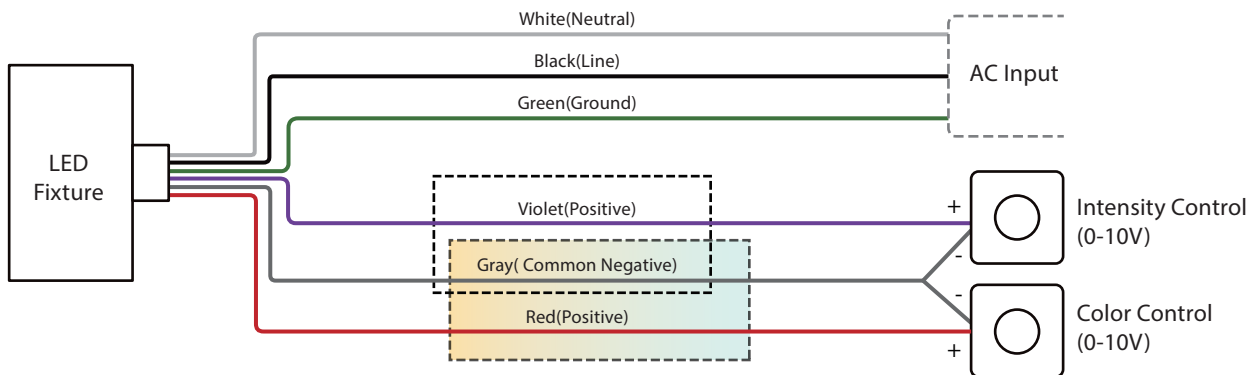 White(Neutral)
Black(Line)
Green(Ground)
AC Input
LED
Fixture
Violet(Positive)
+
-
Intensity Control
(0-10V)
Gray( Common Negative)
Red(Positive)
-
+
Color Control
(0-10V)